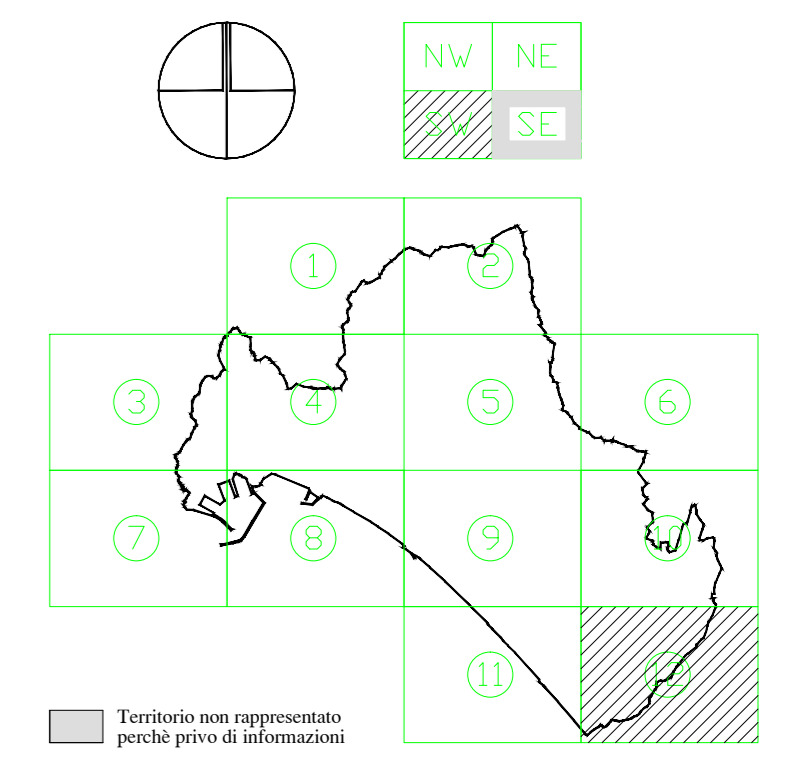 NW NE
SW SE
1 2
3 4 5 6
7 8 9 10
11 12
Territorio non rappresentato
perchè privo di informazioni